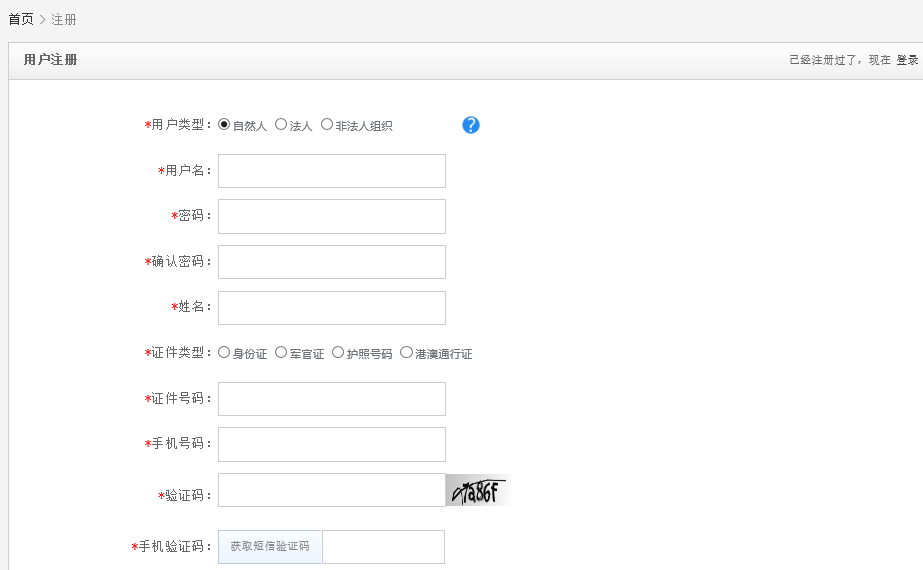 首页 > 注册
用户注册 已经注册过了，现在 登录
*用户类型： 自然人 法人 非法人组织 ?
*用户名：
*密码：
*确认密码：
*姓名：
*证件类型： 身份证 军官证 护照号码 港澳通行证
*证件号码：
*手机号码：
*验证码：
*手机验证码： 获取短信验证码